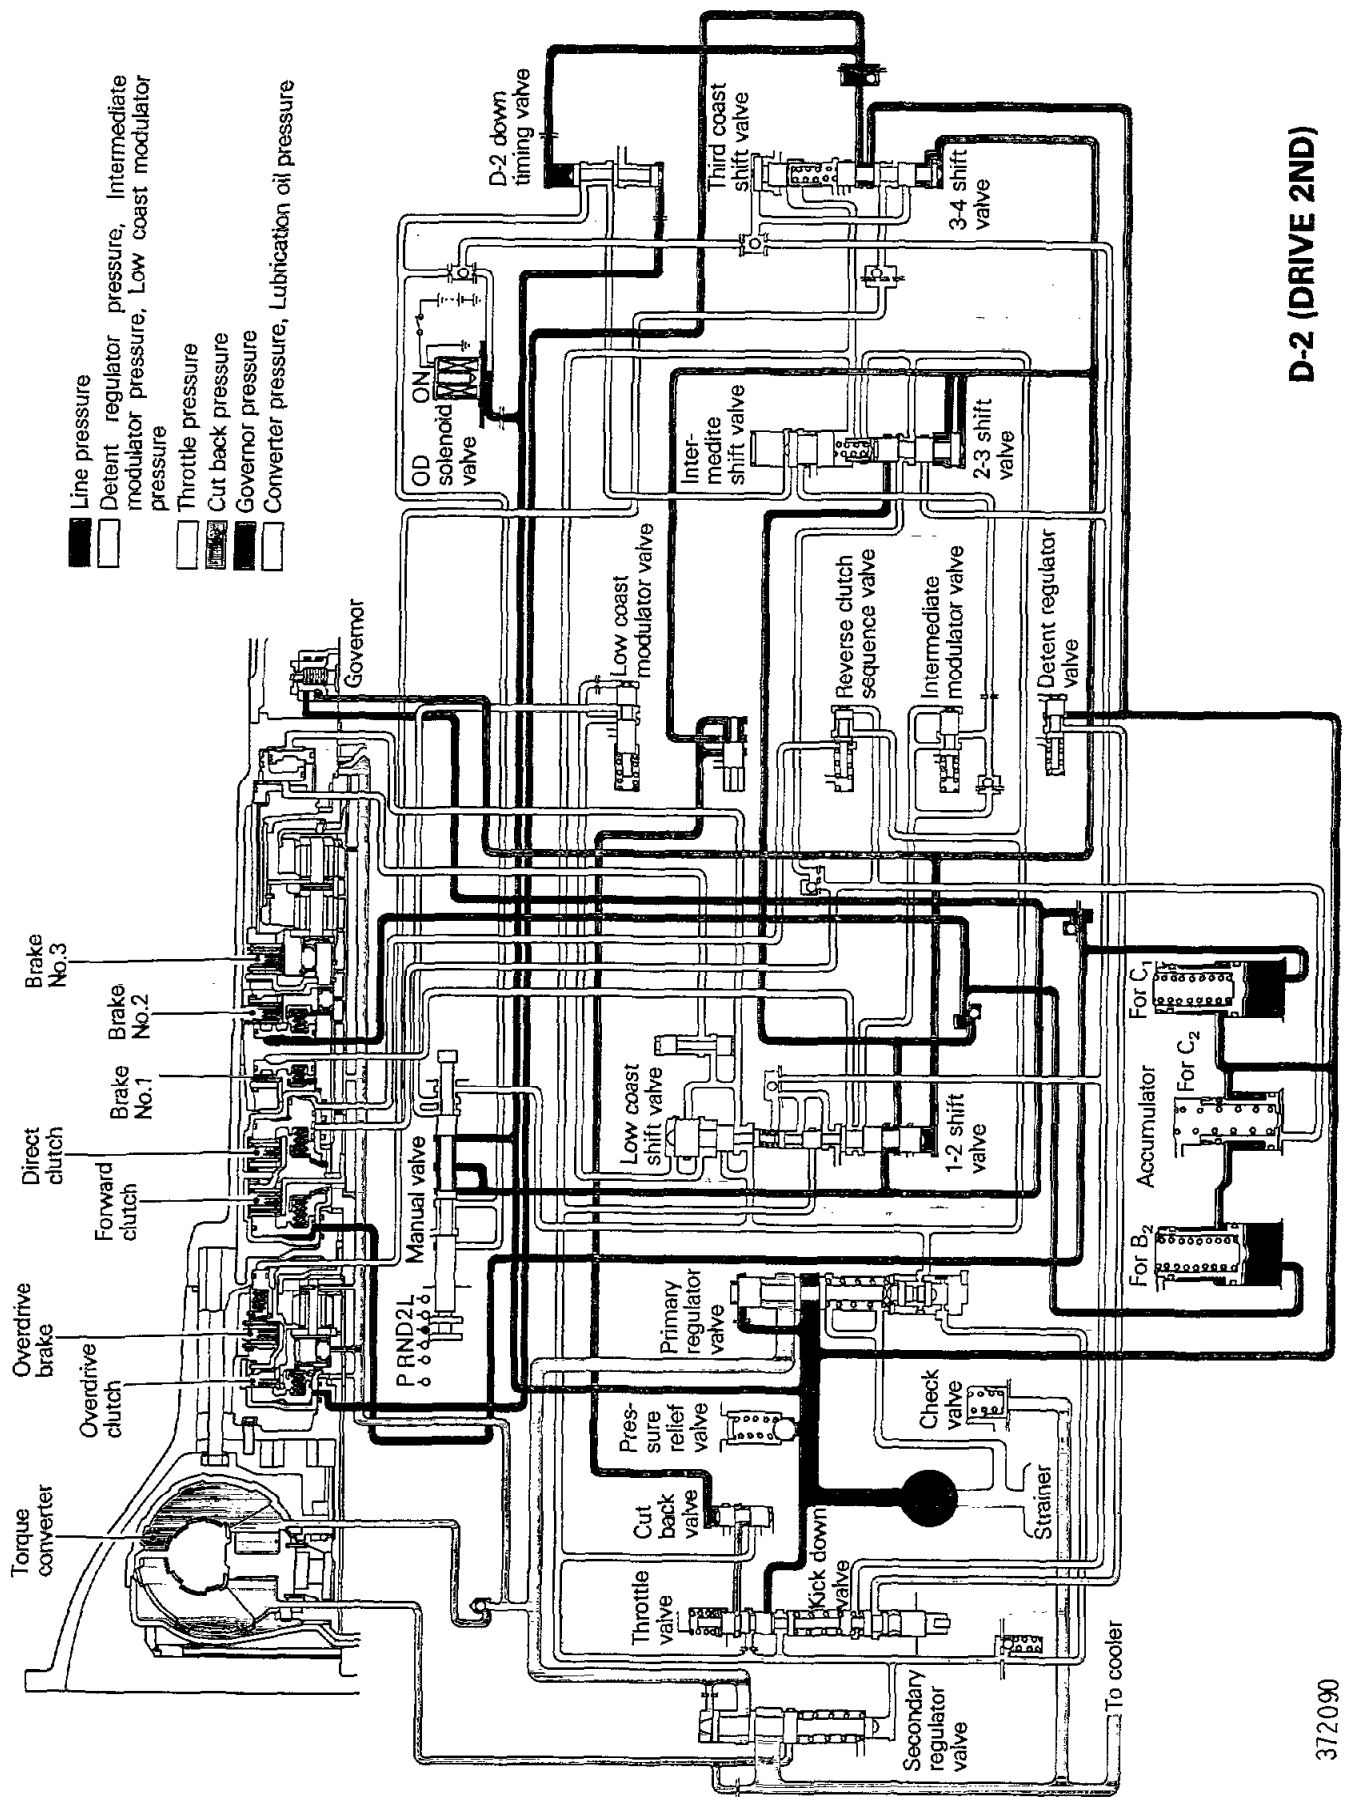 Line pressure
Detent regulator pressure, Intermediate
modulator pressure, Low coast modulator
pressure
Throttle pressure
Cut back pressure
Governor pressure
Converter pressure, Lubrication oil pressure
Torque
converter
Overdrive
clutch
Overdrive
brake
Forward
clutch
Direct
clutch
Brake
No.1
Brake
No.2
Brake
No.3
Governor
P R N D 2 L
Manual valve
OD
solenoid
valve
ON
D-2 down
timing valve
Third coast
shift valve
3-4 shift
valve
Inter-
medite
shift valve
2-3 shift
valve
Low coast
modulator valve
Reverse clutch
sequence valve
Intermediate
modulator valve
Detent regulator
valve
Low coast
shift valve
1-2 shift
valve
Primary
regulator
valve
Pres-
sure
relief
valve
Check
valve
Cut
back
valve
Strainer
Throttle
valve
Kick down
valve
Secondary
regulator
valve
To cooler
Accumulator
For C1
For C2
For B2
D-2 (DRIVE 2ND)
372090